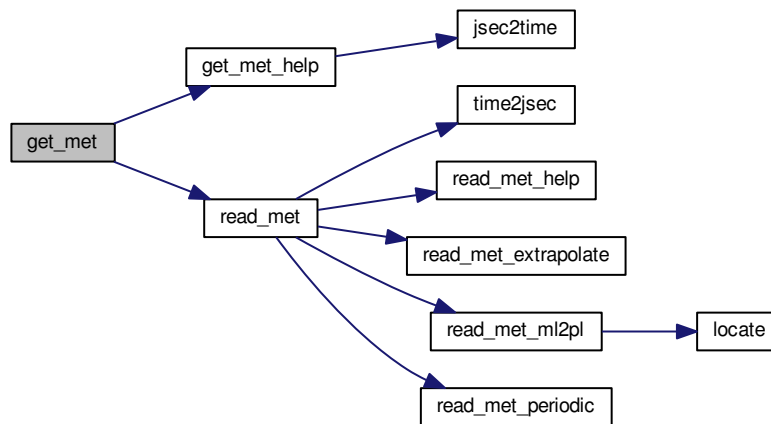 get_met
get_met_help
jsec2time
read_met
time2jsec
read_met_help
read_met_extrapolate
read_met_ml2pl
locate
read_met_periodic